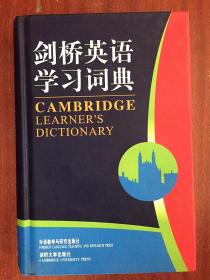 剑桥英语
学习词典
CAMBRIDGE
LEARNER'S
DICTIONARY
外语教学与研究出版社
FOREIGN LANGUAGE TEACHING AND RESEARCH PRESS
剑桥大学出版社
CAMBRIDGE UNIVERSITY PRESS